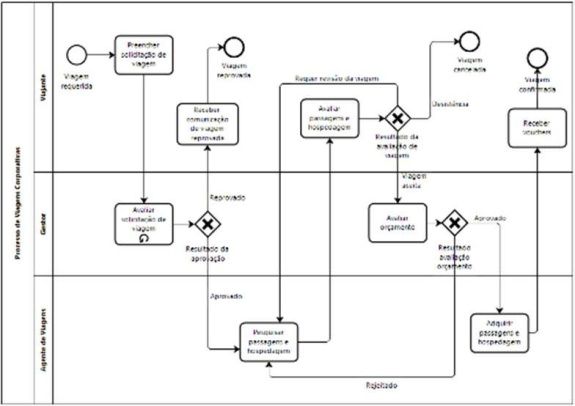 Processo de Viagens Corporativas
Viajante
Viagem
requerida
Preencher
solicitação de
viagem
Viagem
reprovada
Receber
comunicação
de viagem
reprovada
Requer revisão da viagem
Avaliar
passagens e
hospedagem
Resultado da
avaliação de
viagem
Desistência
Viagem
cancelada
Viagem
confirmada
Receber
vouchers
Gestor
Avaliar
solicitação de
viagem
Reprovado
Resultado da
aprovação
Aprovado
Viagem
aceita
Avaliar
orçamento
Resultado
avaliação
orçamento
Aprovado
Agente de Viagens
Pesquisar
passagens e
hospedagem
Adquirir
passagens e
hospedagem
Rejeitado